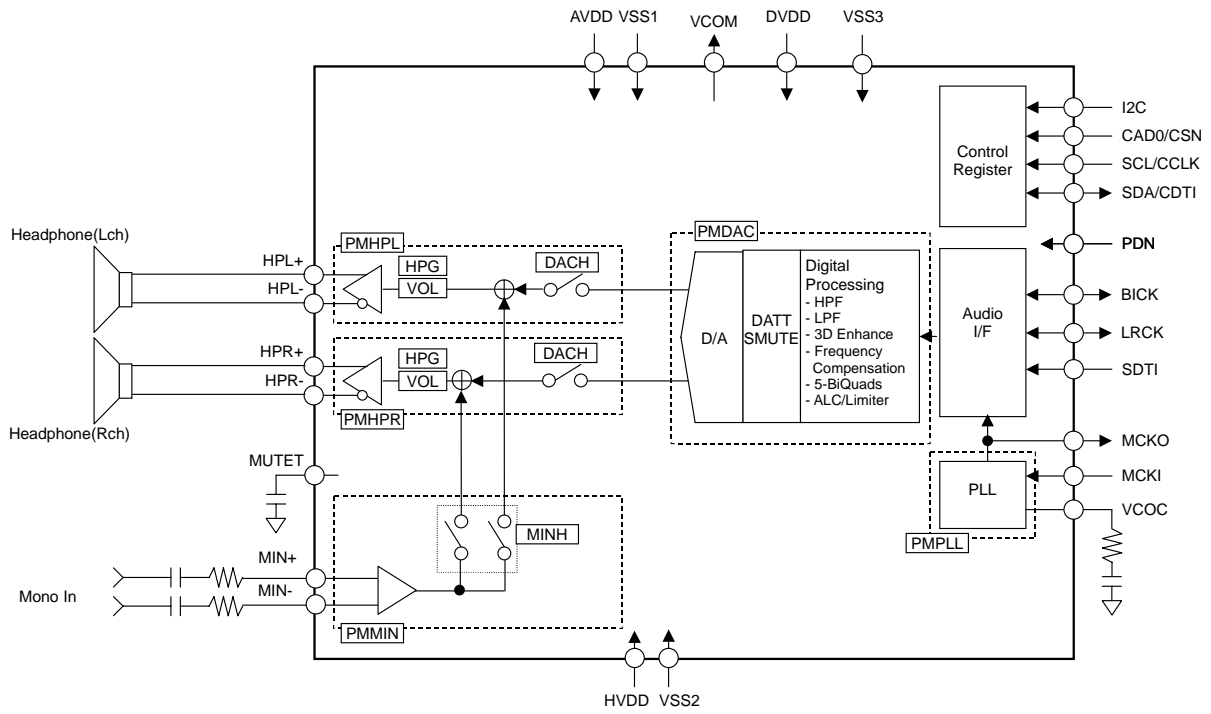 AVDD VSS1 VCOM DVDD VSS3
I2C
CAD0/CSN
SCL/CCLK
SDA/CDTI
Control
Register
PDN
Headphone(Lch)
HPL+
HPL-
PMHPL
HPG
VOL
DACH
PMDAC
D/A
DATT
SMUTE
Digital
Processing
- HPF
- LPF
- 3D Enhance
- Frequency
Compensation
- 5-BiQuads
- ALC/Limiter
Audio
I/F
BICK
LRCK
SDTI
HPR+
HPR-
HPG
VOL
DACH
PMHPR
Headphone(Rch)
MUTET
MCKO
MCKI
VCOC
PLL
PMPLL
MINH
MIN+
MIN-
Mono In
PMMIN
HVDD VSS2